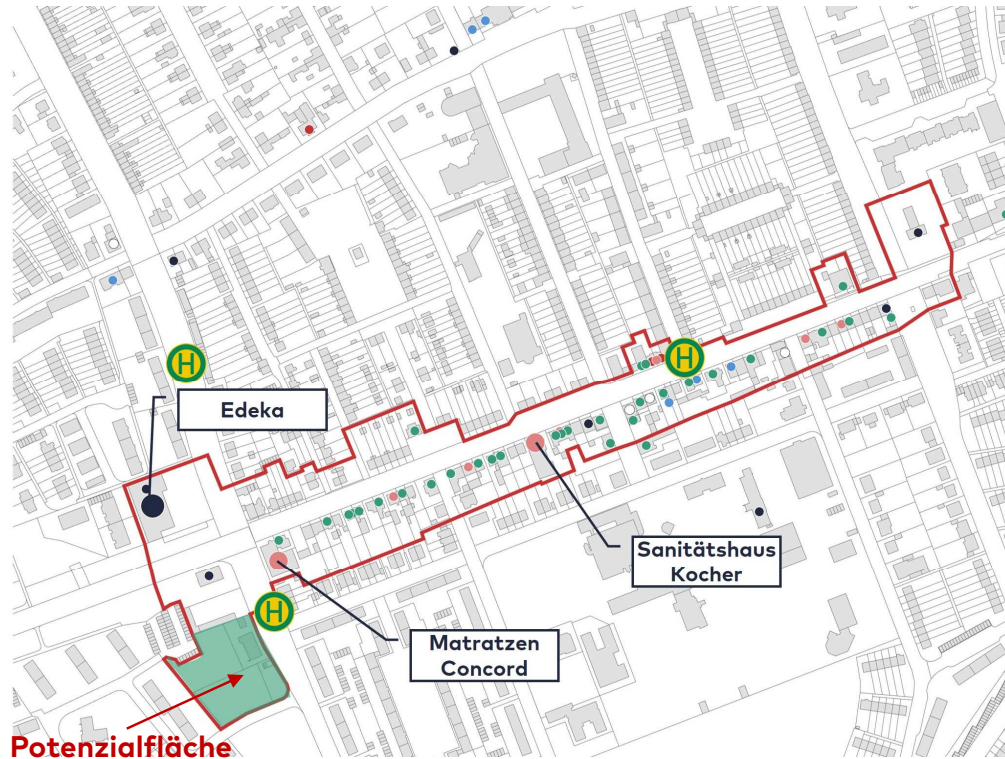 H
H
Edeka
Sanitätshaus
Kocher
H
Matratzen
Concord
Potenzialfläche